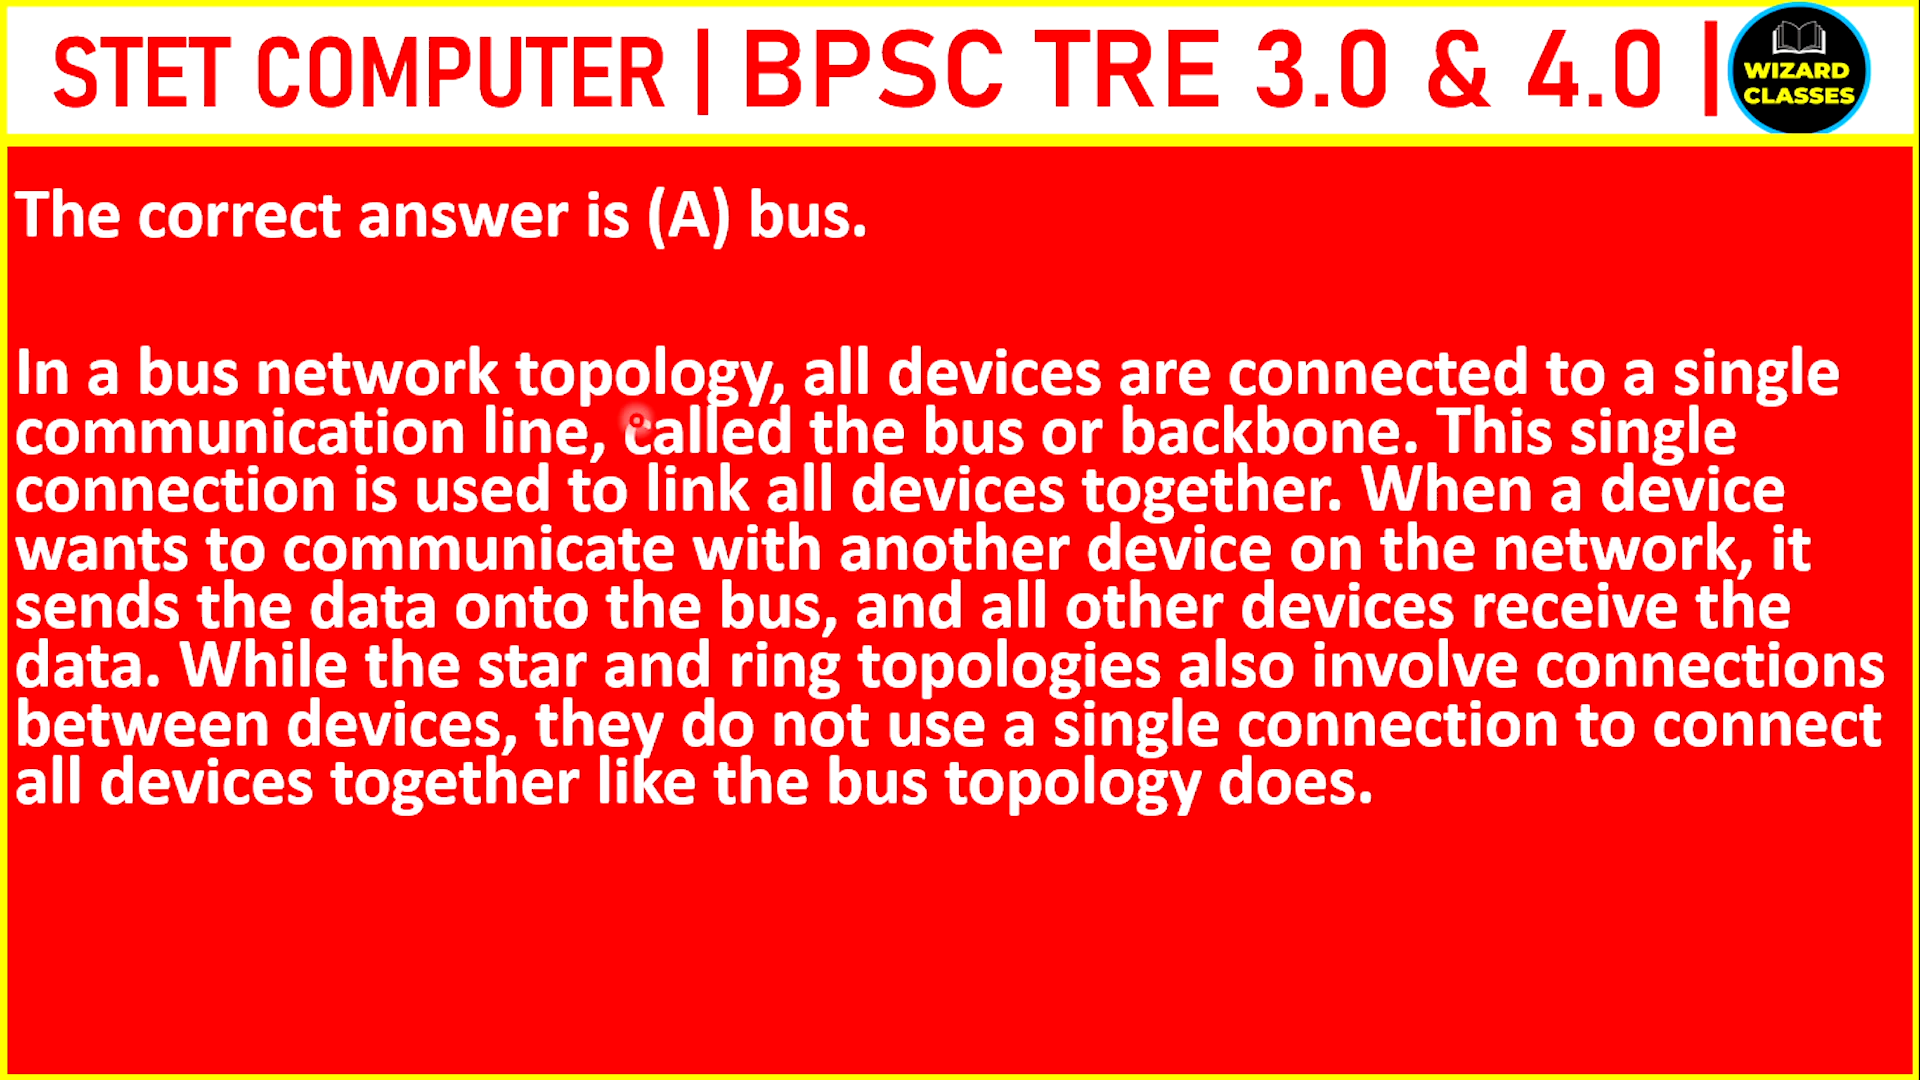 STET COMPUTER | BPSC TRE 3.0 & 4.0 |
WIZARD
CLASSES
The correct answer is (A) bus.
In a bus network topology, all devices are connected to a single
communication line, called the bus or backbone. This single
connection is used to link all devices together. When a device
wants to communicate with another device on the network, it
sends the data onto the bus, and all other devices receive the
data. While the star and ring topologies also involve connections
between devices, they do not use a single connection to connect
all devices together like the bus topology does.